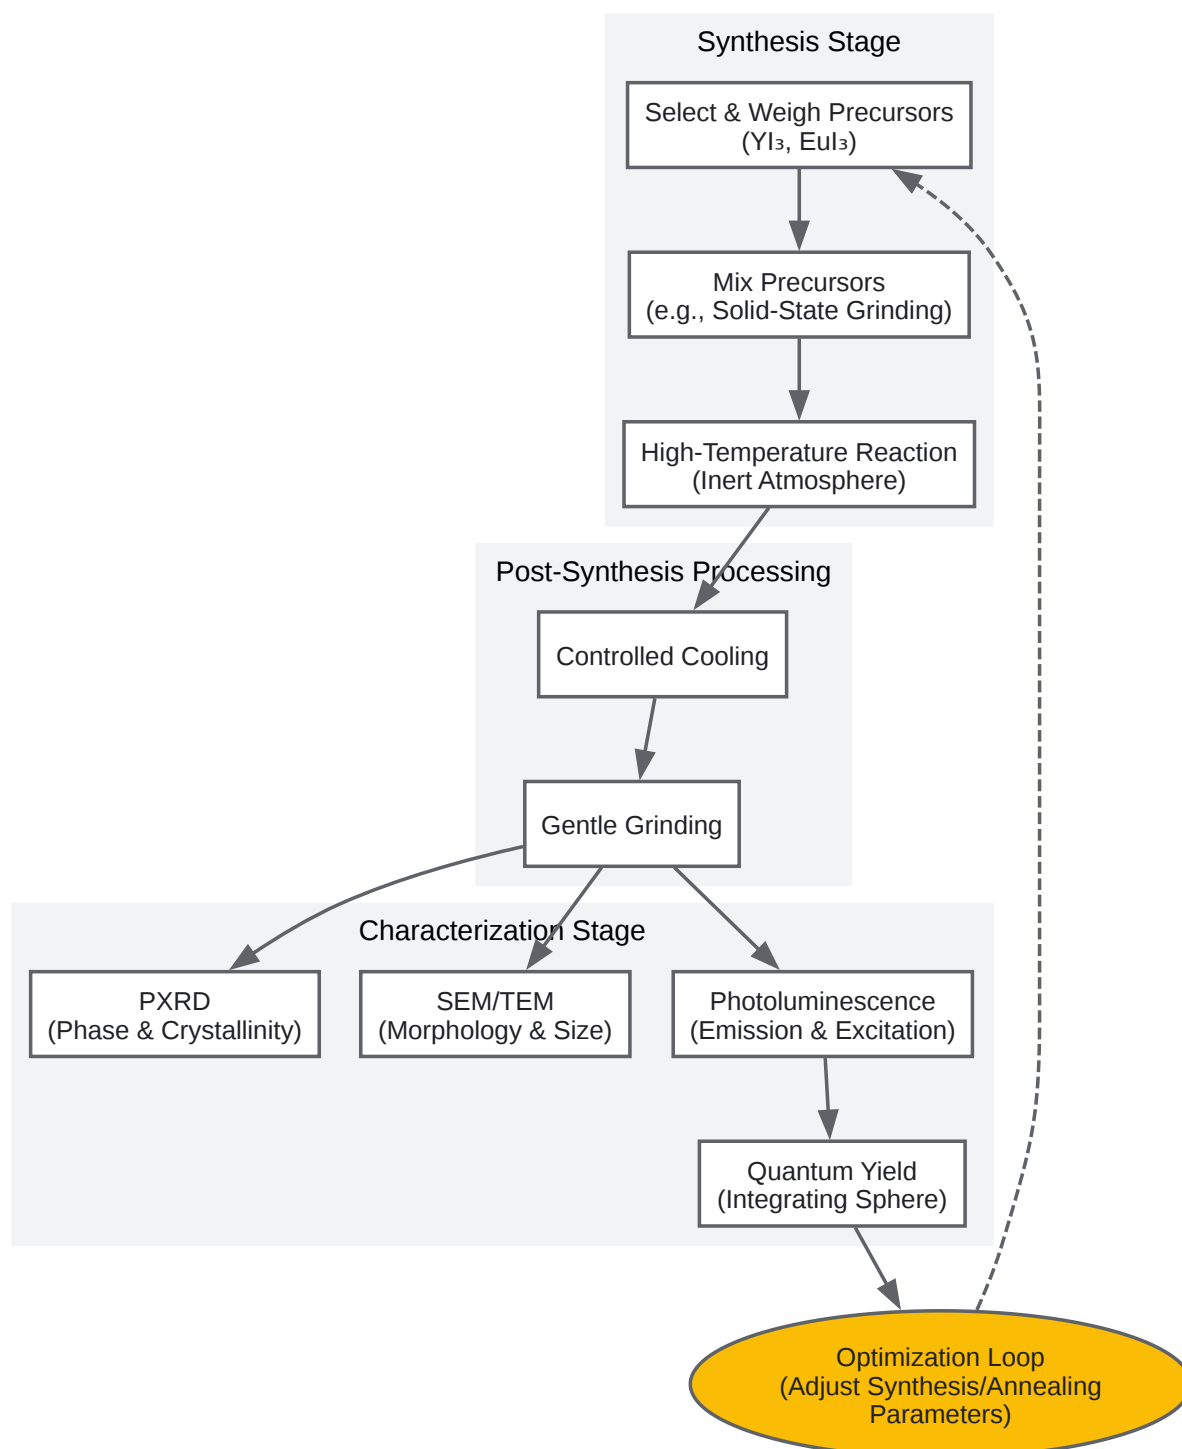 Synthesis Stage
Select & Weigh Precursors
(YI₃, EuI₃)
Mix Precursors
(e.g., Solid-State Grinding)
High-Temperature Reaction
(Inert Atmosphere)
Post-Synthesis Processing
Controlled Cooling
Gentle Grinding
Characterization Stage
PXRD
(Phase & Crystallinity)
SEM/TEM
(Morphology & Size)
Photoluminescence
(Emission & Excitation)
Quantum Yield
(Integrating Sphere)
Optimization Loop
(Adjust Synthesis/Annealing
Parameters)